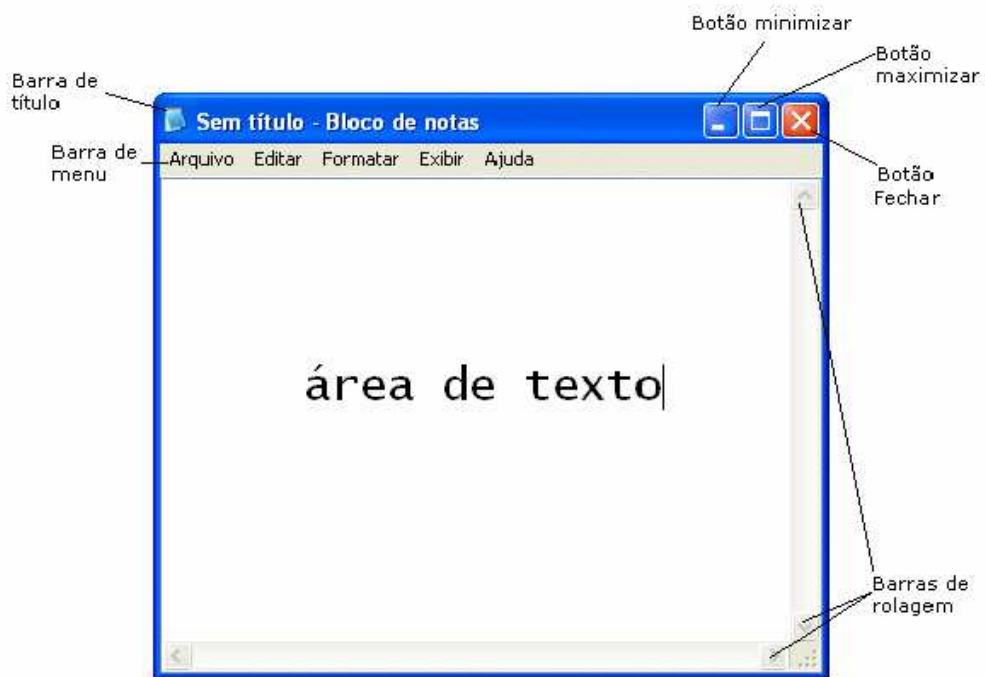 Botão minimizar
Botão
maximizar
Barra de
título
Sem título - Bloco de notas
Barra de
menu
Arquivo Editar Formatar Exibir Ajuda
Botão
Fechar
área de texto
Barras de
rolagem